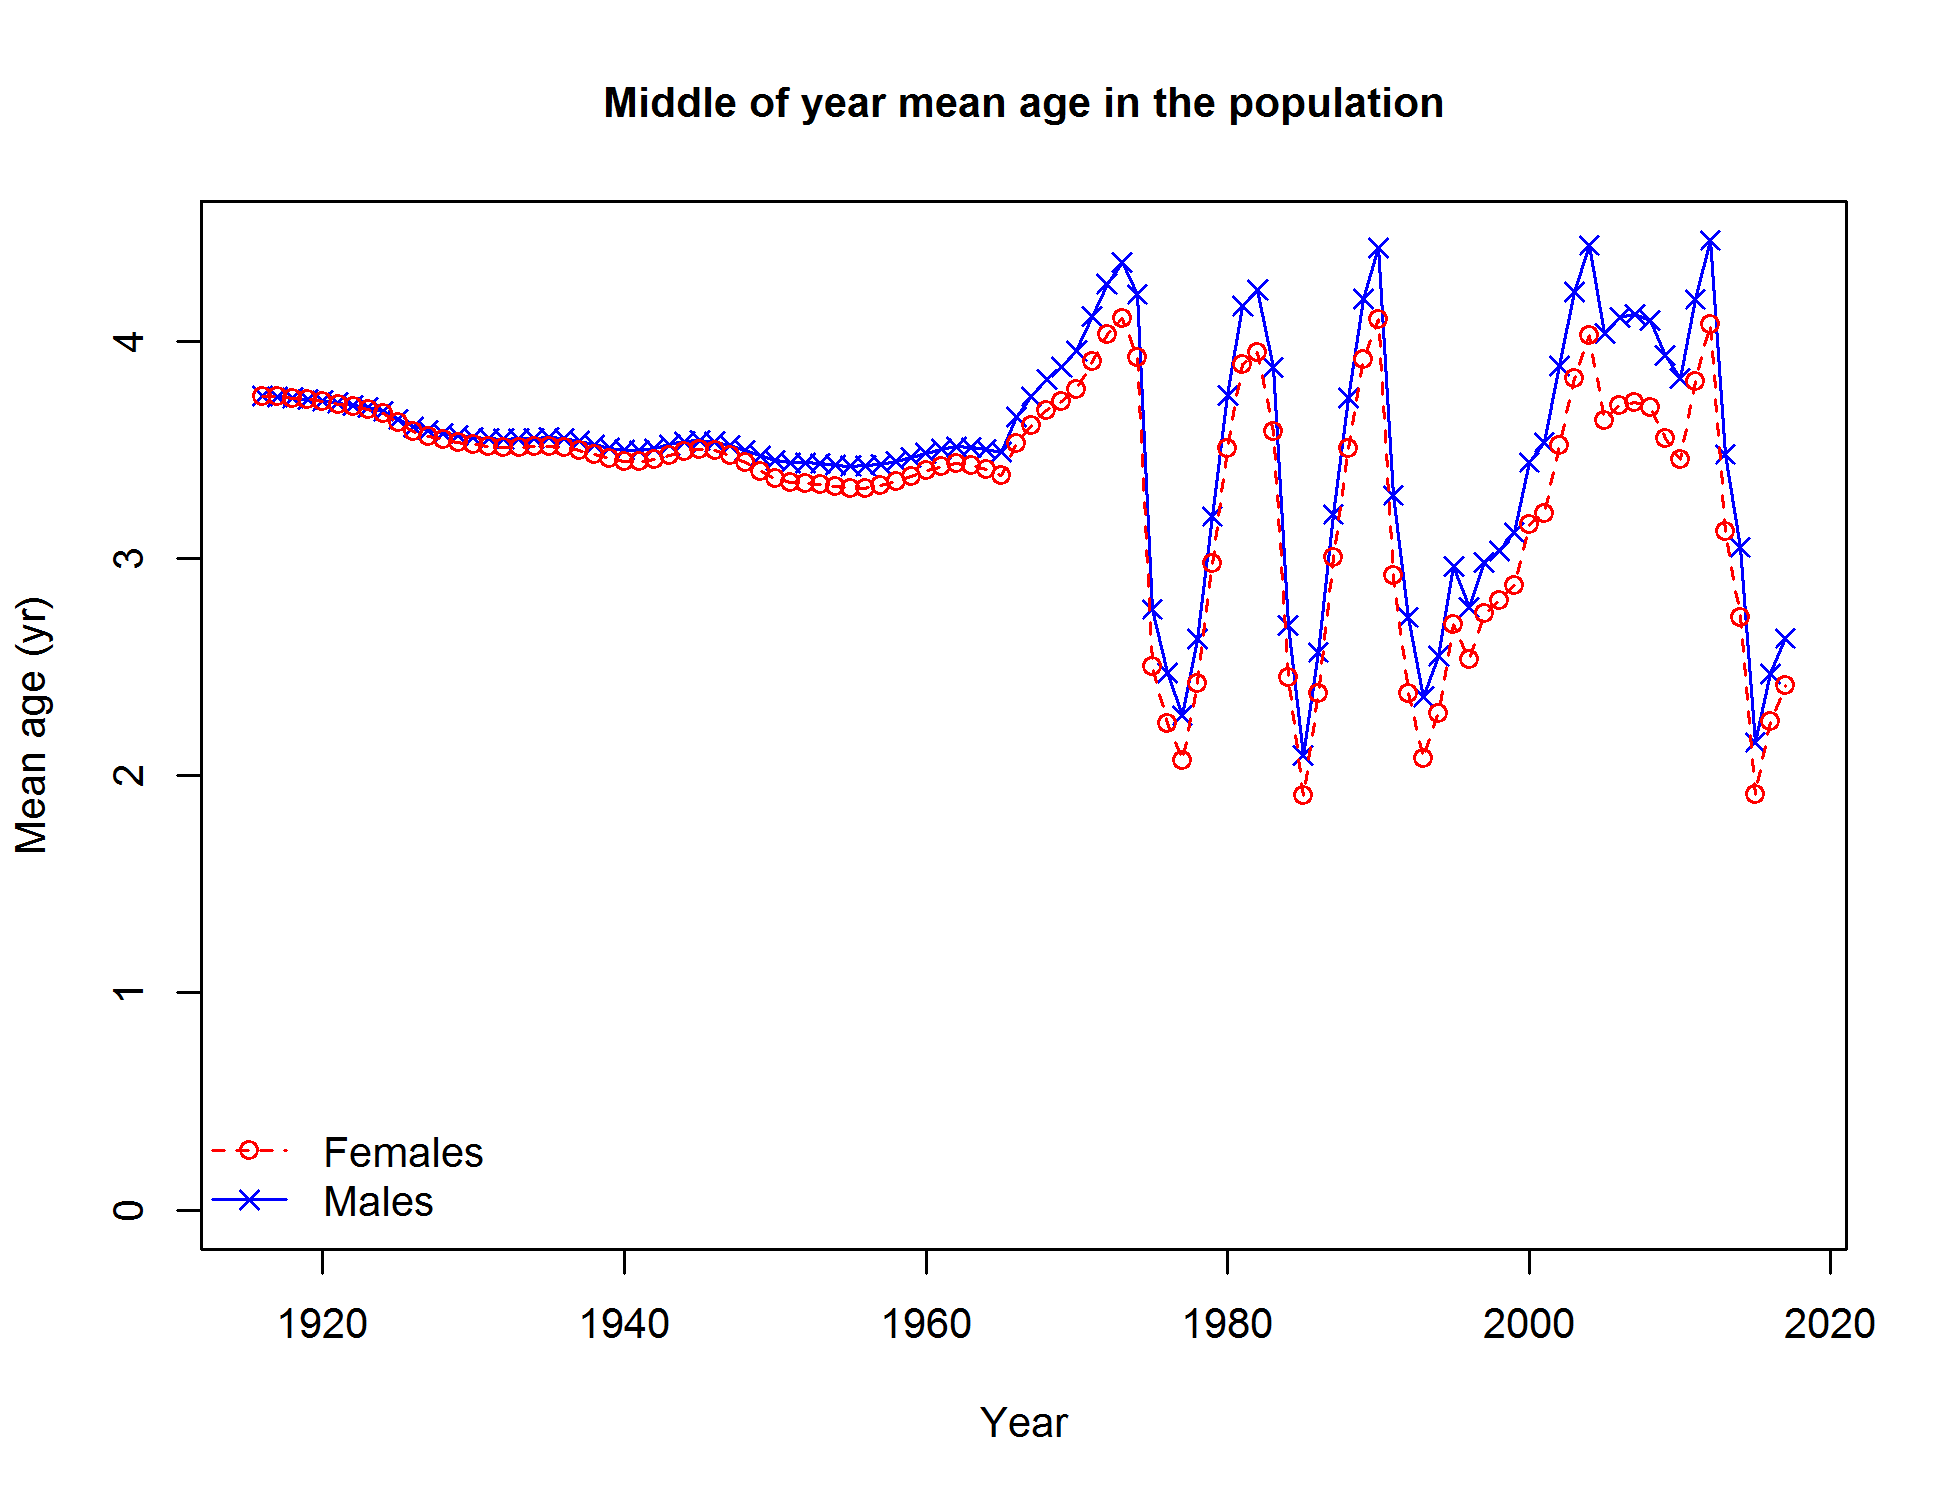 Middle of year mean age in the population
Mean age (yr)
4
3
2
1
0
Females
Males
1920 1940 1960 1980 2000 2020
Year